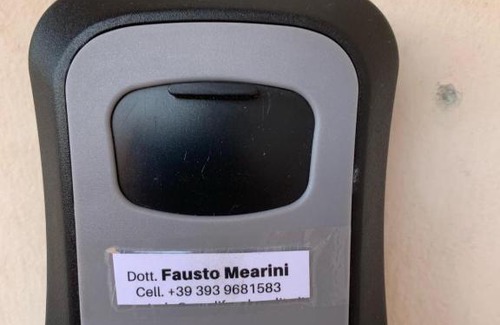 Dott. Fausto Mearini
Cell. +39 393 9681583